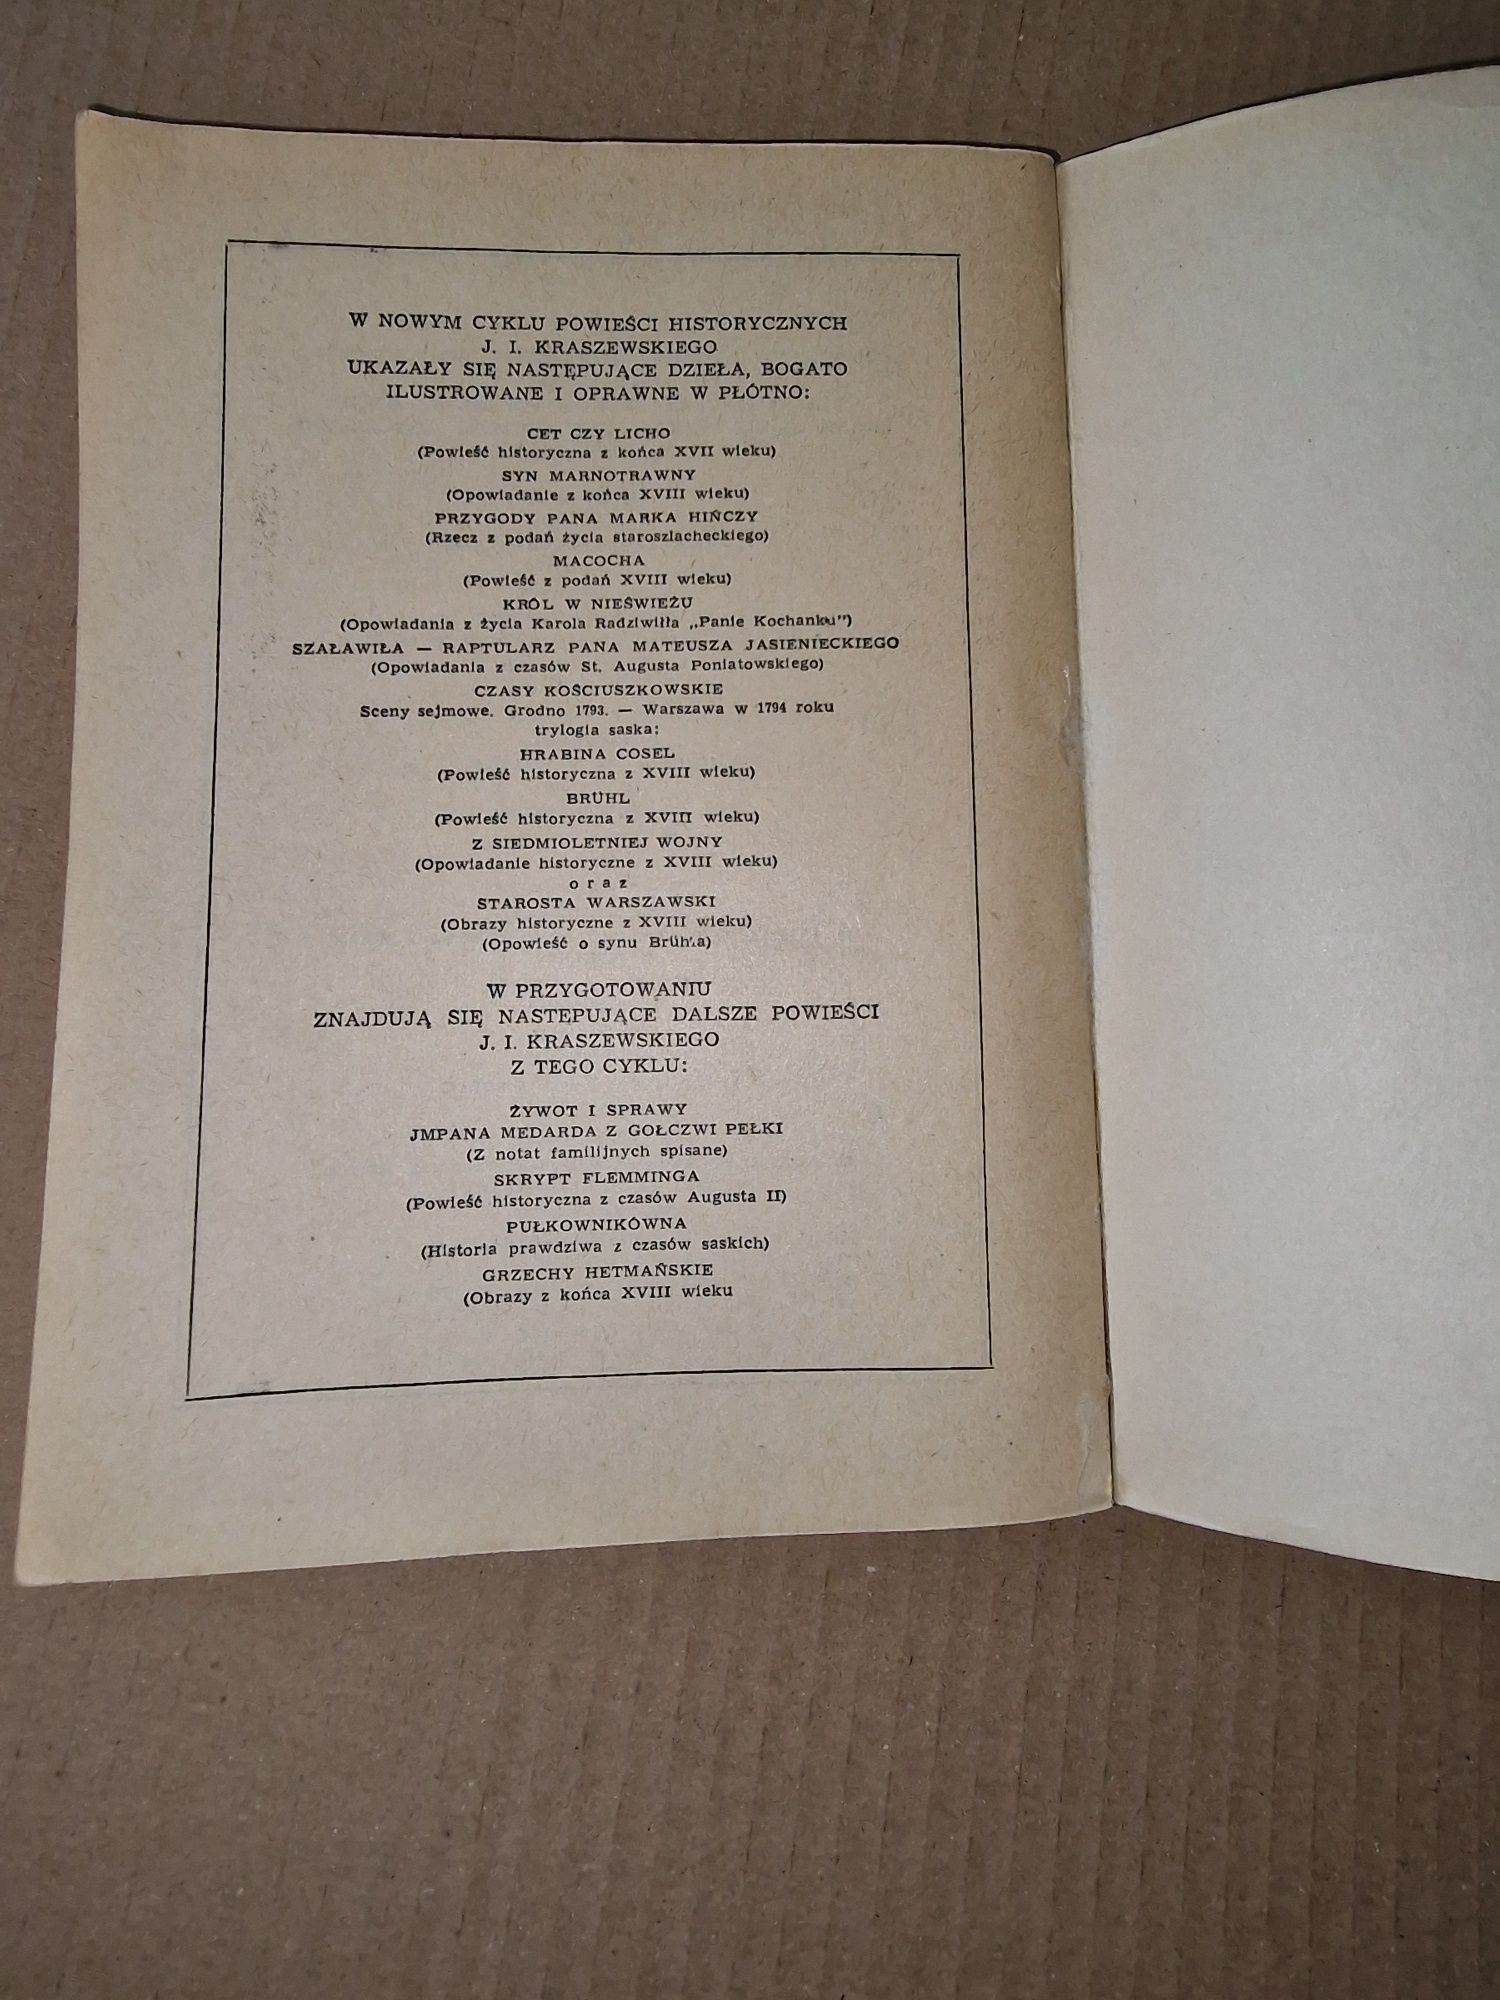 W NOWYM CYKLU POWIEŚCI HISTORYCZNYCH
J. I. KRASZEWSKIEGO
UKAZAŁY SIĘ NASTĘPUJĄCE DZIEŁA, BOGATO
ILUSTROWANE I OPRAWNE W PŁÓTNO:
CET CZY LICHO
(Powieść historyczna z końca XVII wieku)
SYN MARNOTRAWNY
(Opowiadanie z końca XVIII wieku)
PRZYGODY PANA MARKA HIŃCZY
(Rzecz z podań życia staroszlacheckiego)
MACOCHA
(Powieść z podań XVIII wieku)
KRÓL W NIEŚWIEŻU
(Opowiadania z życia Karola Radziwiłła „Panie Kochanku")
SZAŁAWIŁA — RAPTULARZ PANA MATEUSZA JASIENIECKIEGO
(Opowiadania z czasów St. Augusta Poniatowskiego)
CZASY KOŚCIUSZKOWSKIE
Sceny sejmowe. Grodno 1793. — Warszawa w 1794 roku
trylogia saska:
HRABINA COSEL
(Powieść historyczna z XVIII wieku)
BRÜHL
(Powieść historyczna z XVIII wieku)
Z SIEDMIOLETNIEJ WOJNY
(Opowiadanie historyczne z XVIII wieku)
oraz
STAROSTA WARSZAWSKI
(Obrazy historyczne z XVIII wieku)
(Opowieść o synu Brühla)
W PRZYGOTOWANIU
ZNAJDUJĄ SIĘ NASTEPUJĄCE DALSZE POWIEŚCI
J. I. KRASZEWSKIEGO
Z TEGO CYKLU:
ŻYWOT I SPRAWY
JMPANA MEDARDA Z GOŁCZWI PEŁKI
(Z notat familijnych spisane)
SKRYPT FLEMMINGA
(Powieść historyczna z czasów Augusta II)
PUŁKOWNIKÓWNA
(Historia prawdziwa z czasów saskich)
GRZECHY HETMAŃSKIE
(Obrazy z końca XVIII wieku